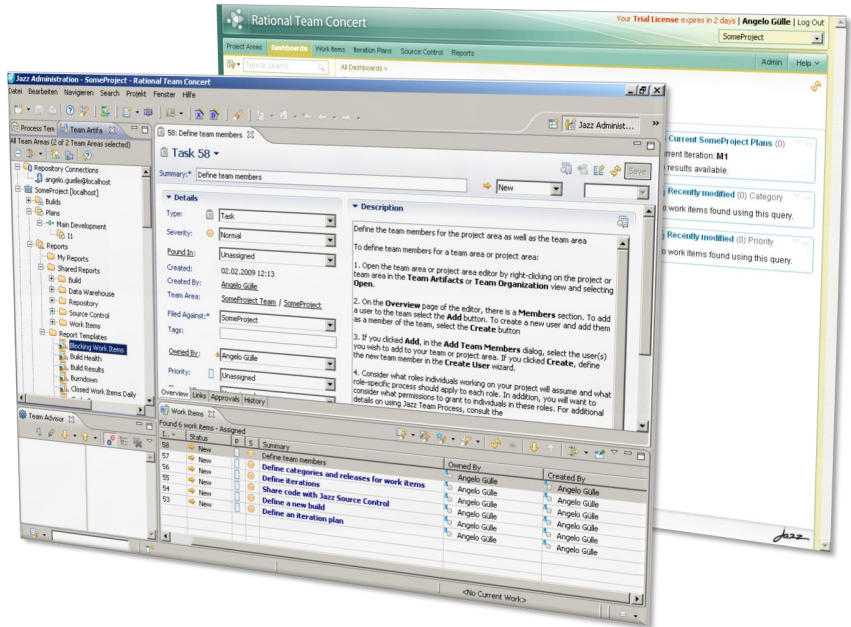 Rational Team Concert
Your Trial License expires in 2 days | Angelo Gülle | Log Out
SomeProject
Project Areas Dashboards Work Items Iteration Plans Source Control Reports
Admin Help
Type to search
All Dashboards »
Current SomeProject Plans (0)
Current Iteration: M1
results available.
Recently modified (0) Category
work items found using this query.
Recently modified (0) Priority
work items found using this query.
Jazz
Jazz Administration - SomeProject - Rational Team Concert
Datei Bearbeiten Navigieren Search Projekt Fenster Hilfe
Jazz Administ...
Process Tem
Team Artifa
All Team Areas (2 of 2 Team Areas selected)
Repository Connections
angelo.guelle@localhost
SomeProject [localhost]
Builds
Plans
Main Development
I1
Reports
My Reports
Shared Reports
Build
Data Warehouse
Repository
Source Control
Work Items
Report Templates
Blocking Work Items
Build Health
Build Results
Burndown
Closed Work Items Daily
Team Advisor
58: Define team members
Task 58
Summary:* Define team members
New
Save
Details
Type: Task
Severity: Normal
Found In: Unassigned
Created: 02.02.2009 12:13
Created By: Angelo Gülle
Team Area: SomeProject Team / SomeProject
Filed Against:* SomeProject
Tags:
Owned By: Angelo Gülle
Priority: Unassigned
Overview Links Approvals History
Description
Define the team members for the project area as well as the team area
To define team members for a team area or project area:
1. Open the team area or project area editor by right-clicking on the project or
team area in the Team Artifacts or Team Organization view and selecting
Open.
2. On the Overview page of the editor, there is a Members section. To add
a user to the team select the Add button. To create a new user and add them
as a member of the team, select the Create button
3. If you clicked Add, in the Add Team Members dialog, select the user(s)
you wish to add to your team or project area. If you clicked Create, define
the new team member in the Create User wizard.
4. Consider what roles individuals working on your project will assume and what
role-specific process should apply to each role. In addition, you will want to
consider what permissions to grant to individuals in these roles. For additional
details on using Jazz Team Process, consult the
Work Items
Found 6 work items - Assigned
I... Status P S Summary Owned By Created By
58 New Define team members Angelo Gülle Angelo Gülle
57 New Define categories and releases for work items Angelo Gülle Angelo Gülle
56 New Define iterations Angelo Gülle Angelo Gülle
55 New Share code with Jazz Source Control Angelo Gülle Angelo Gülle
54 New Define a new build Angelo Gülle Angelo Gülle
53 New Define an iteration plan Angelo Gülle Angelo Gülle
<No Current Work>